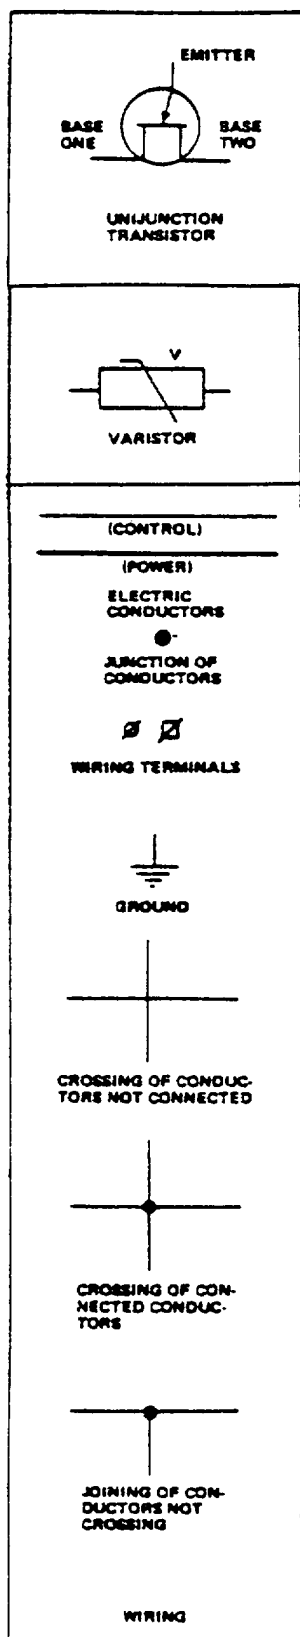 EMITTER
BASE ONE
BASE TWO
UNIJUNCTION
TRANSISTOR
V
VARISTOR
(CONTROL)
(POWER)
ELECTRIC
CONDUCTORS
JUNCTION OF
CONDUCTORS
WIRING TERMINALS
GROUND
CROSSING OF CONDUC-
TORS NOT CONNECTED
CROSSING OF CON-
NECTED CONDUC-
TORS
JOINING OF CON-
DUCTORS NOT
CROSSING
WIRING